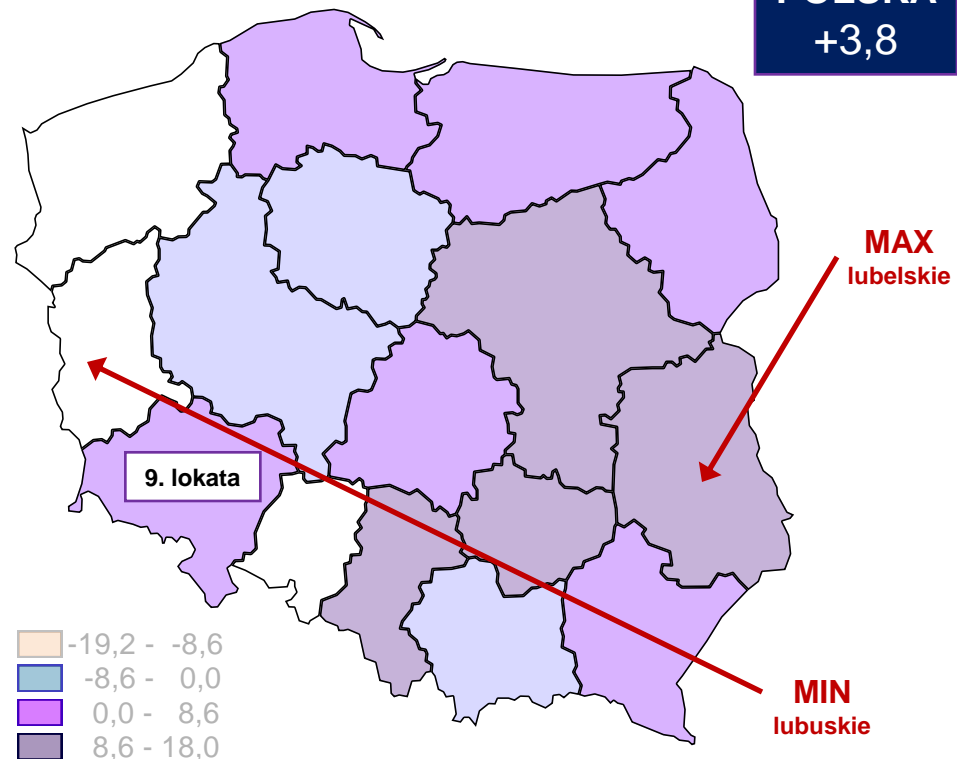 +3,8
MAX
lubelskie
9. lokata
-19,2 - -8,6
-8,6 - 0,0
0,0 - 8,6
8,6 - 18,0
MIN
lubuskie